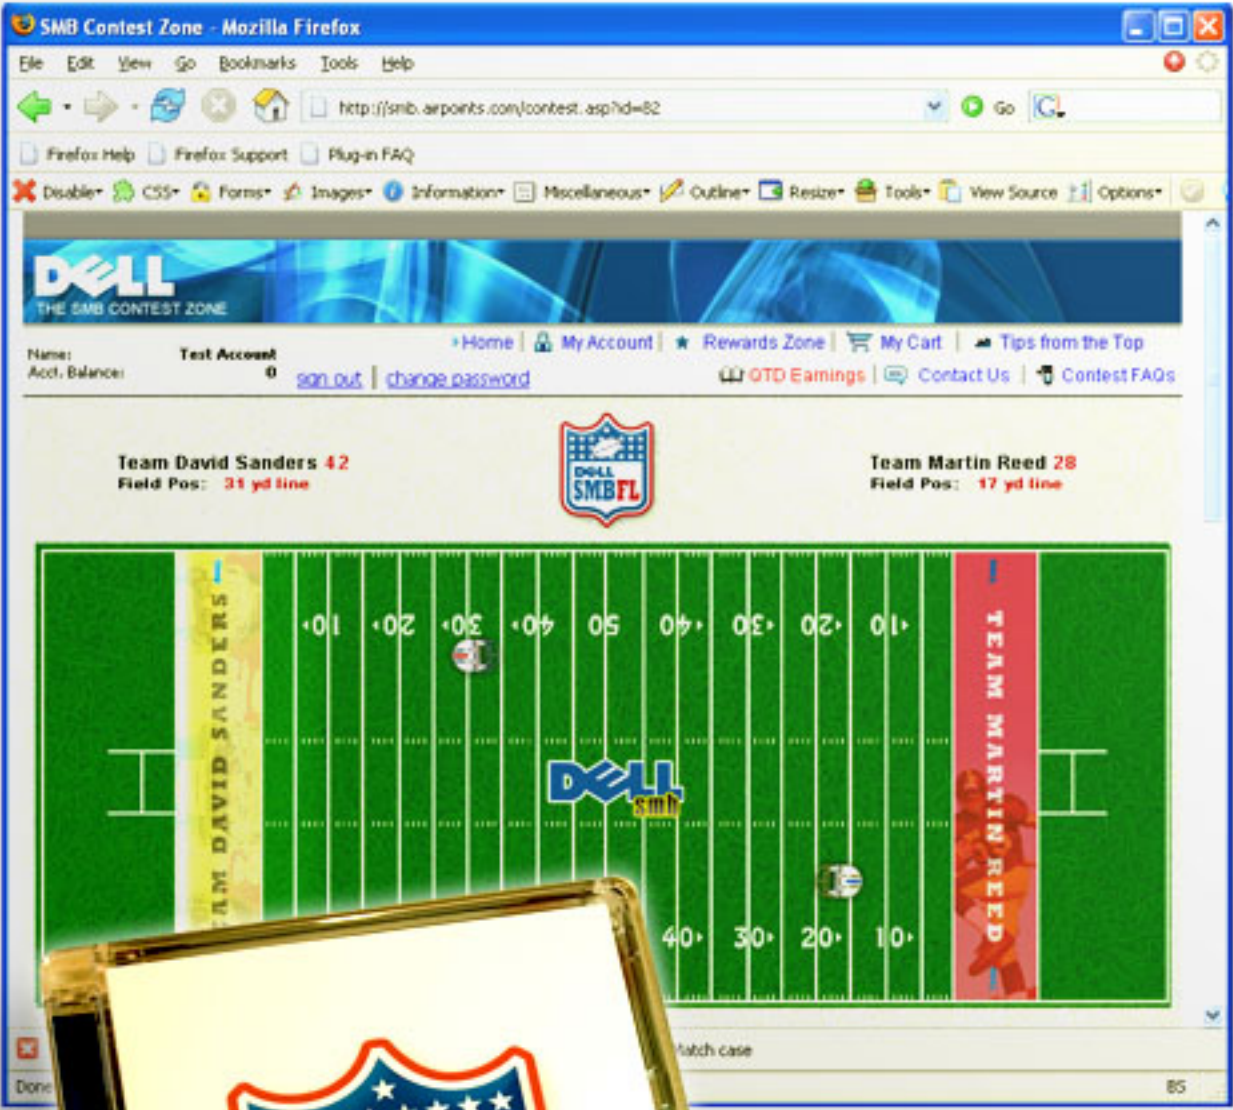 SMB Contest Zone - Mozilla Firefox
File Edit View Go Bookmarks Tools Help
http://smb.airpoints.com/contest.asp?id=82 Go G
Firefox Help Firefox Support Plug-in FAQ
Disable CSS Forms Images Information Miscellaneous Outline Resize Tools View Source Options
DELL
THE SMB CONTEST ZONE
Home | My Account | Rewards Zone | My Cart | Tips from the Top
Name: Test Account
Acct. Balance: 0
sign out | change password
QTD Earnings | Contact Us | Contest FAQs
Team David Sanders 42
Field Pos: 31 yd line
DELL
SMBFL
Team Martin Reed 28
Field Pos: 17 yd line
10 20 30 40 50 40 30 20 10
AM DAVID SANDERS
TEAM MARTIN REED
DELL
smb
40 30 20 10
Match case
Done
BS